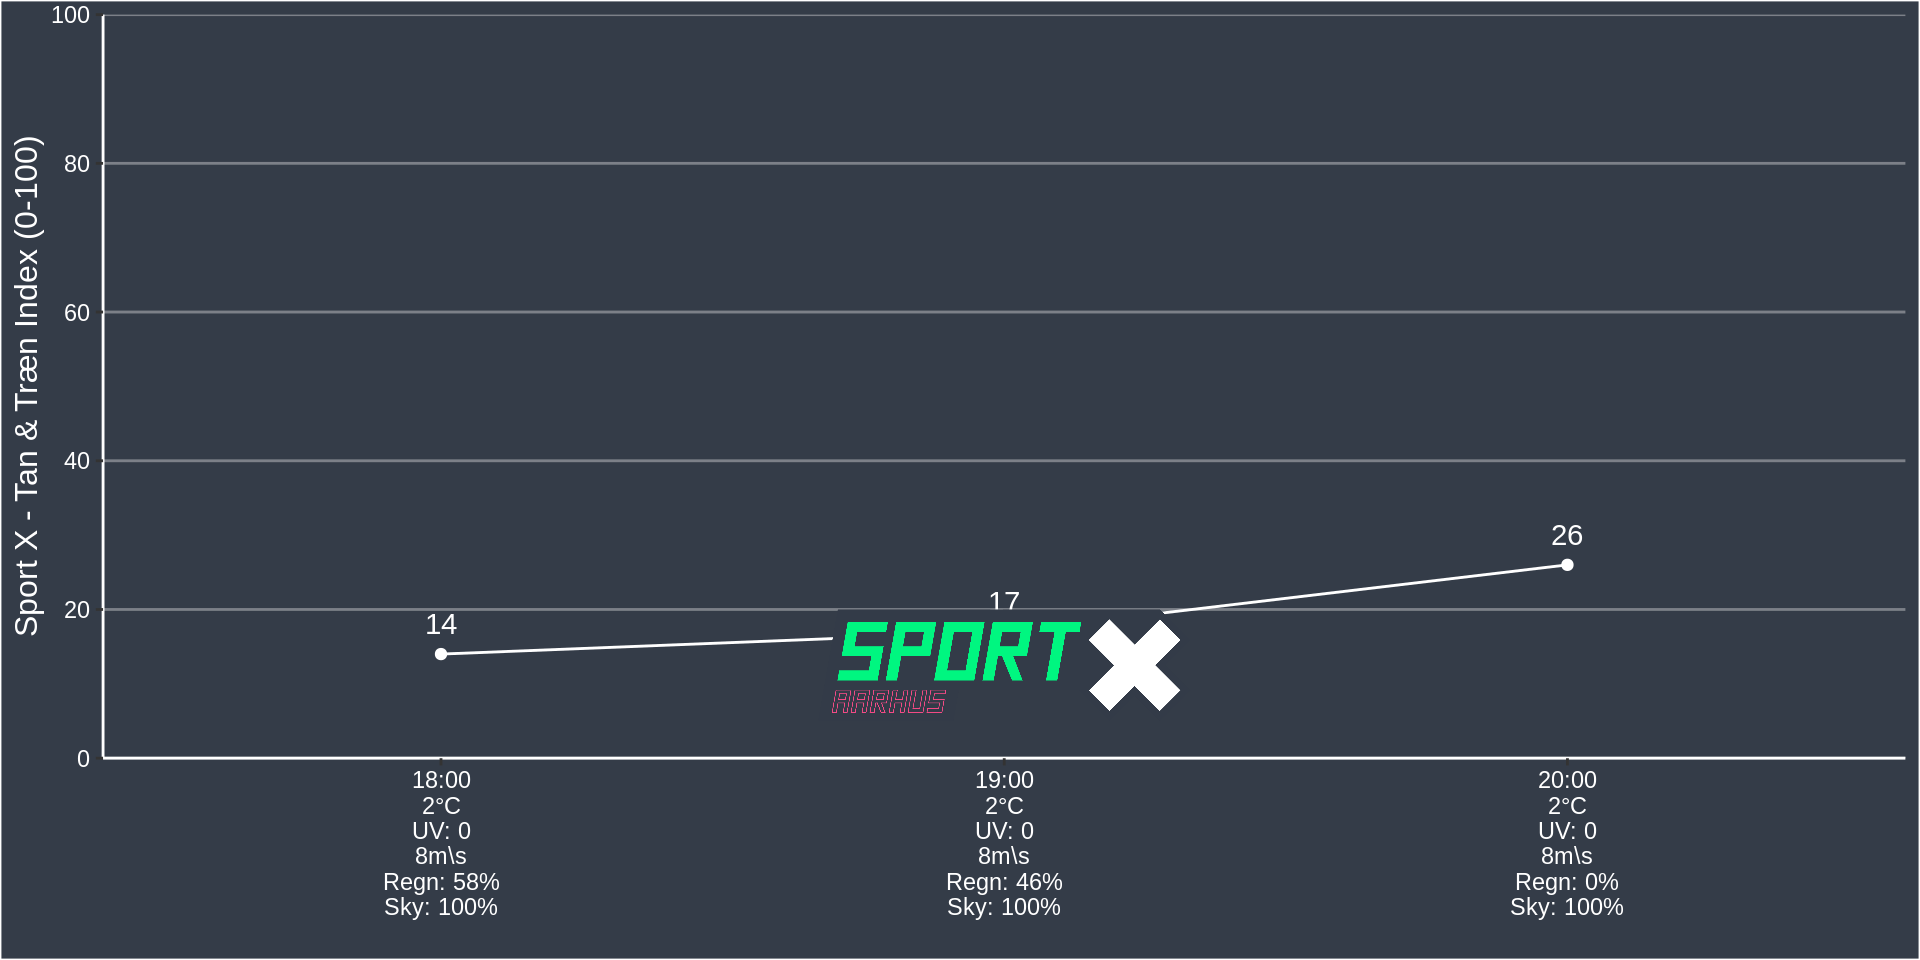 Sport X - Tan & Træn Index (0-100)
100
80
60
40
20
0
14
17
26
SPORT X
AARHUS
18:00
2°C
UV: 0
8m\s
Regn: 58%
Sky: 100%
19:00
2°C
UV: 0
8m\s
Regn: 46%
Sky: 100%
20:00
2°C
UV: 0
8m\s
Regn: 0%
Sky: 100%